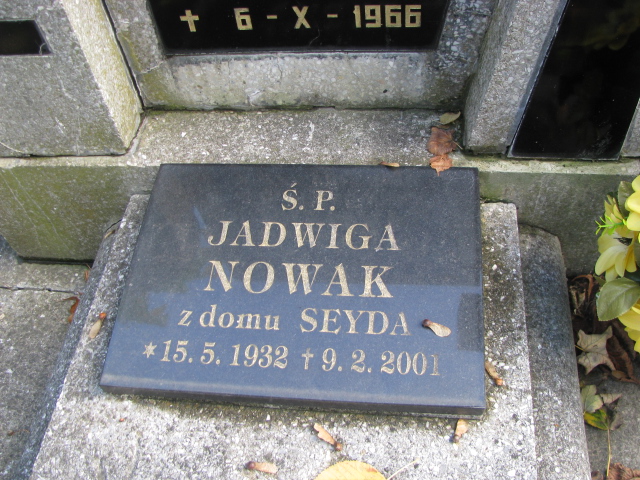 ✝ 6 - X - 1966
Ś. P.
JADWIGA
NOWAK
z domu SEYDA
*15. 5. 1932 ✝ 9. 2. 2001